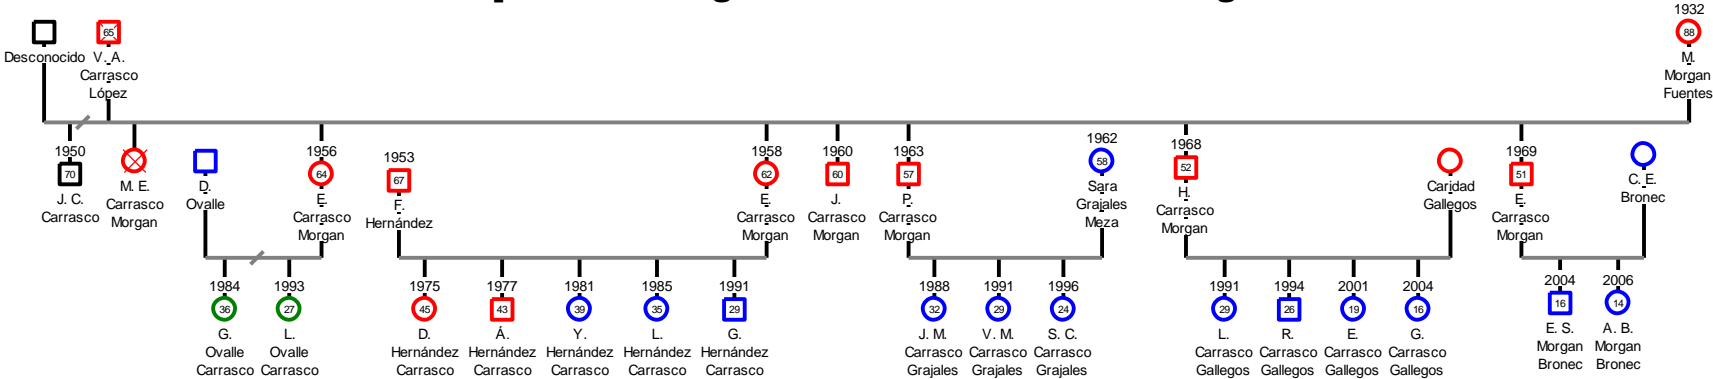 1932
65
88
Desconocido
V. A.
Carrasco
López
M.
Morgan
Fuentes
1950
70
J. C.
Carrasco
M. E.
Carrasco
Morgan
D.
Ovalle
1956
64
E.
Carrasco
Morgan
1953
67
F.
Hernández
1958
62
E.
Carrasco
Morgan
1960
60
J.
Carrasco
Morgan
1963
57
P.
Carrasco
Morgan
1962
58
Sara
Grajales
Meza
1968
52
H.
Carrasco
Morgan
Caridad
Gallegos
1969
51
E.
Carrasco
Morgan
C. E.
Bronec
1984
36
G.
Ovalle
Carrasco
1993
27
L.
Ovalle
Carrasco
1975
45
D.
Hernández
Carrasco
1977
43
Á.
Hernández
Carrasco
1981
39
Y.
Hernández
Carrasco
1985
35
L.
Hernández
Carrasco
1991
29
G.
Hernández
Carrasco
1988
32
J. M.
Carrasco
Grajales
1991
29
V. M.
Carrasco
Grajales
1996
24
S. C.
Carrasco
Grajales
1991
29
L.
Carrasco
Gallegos
1994
26
R.
Carrasco
Gallegos
2001
19
E.
Carrasco
Gallegos
2004
16
G.
Carrasco
Gallegos
2004
16
E. S.
Morgan
Bronec
2006
14
A. B.
Morgan
Bronec